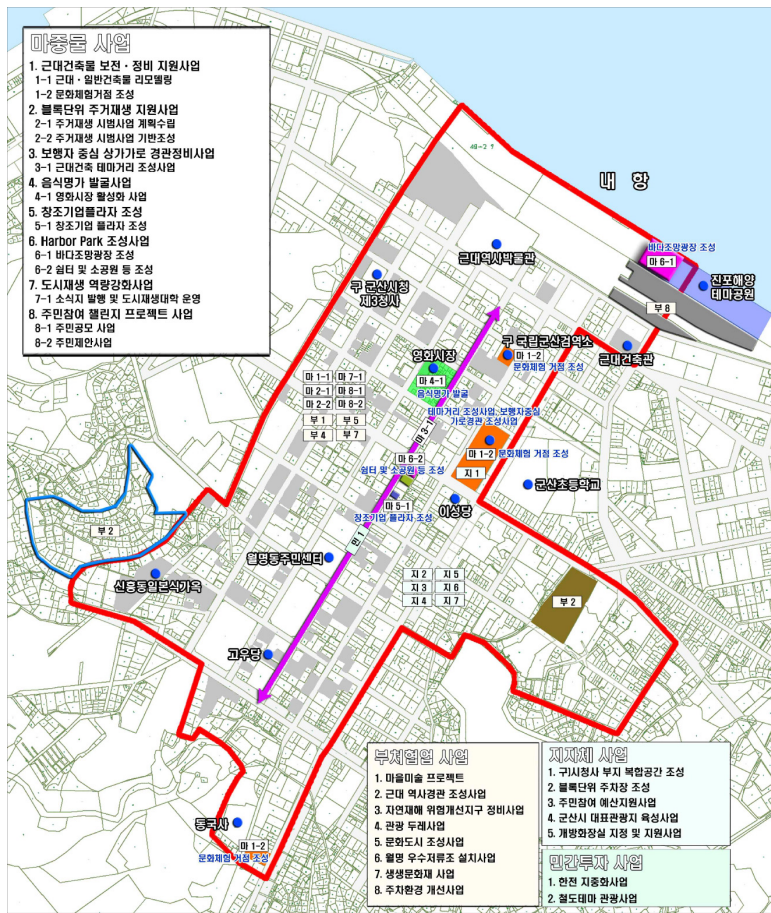 마중물 사업
1. 근대건축물 보전 · 정비 지원사업
1-1 근대 · 일반건축물 리모델링
1-2 문화체험거점 조성
2. 블록단위 주거재생 지원사업
2-1 주거재생 시범사업 계획수립
2-2 주거재생 시범사업 기반조성
3. 보행자 중심 상가가로 경관정비사업
3-1 근대건축 테마거리 조성사업
4. 음식명가 발굴사업
4-1 영화시장 활성화 사업
5. 창조기업플라자 조성
5-1 창조기업 플라자 조성
6. Harbor Park 조성사업
6-1 바다조망광장 조성
6-2 쉼터 및 소공원 등 조성
7. 도시재생 역량강화사업
7-1 소식지 발행 및 도시재생대학 운영
8. 주민참여 챌린지 프로젝트 사업
8-1 주민공모 사업
8-2 주민제안사업
내 항
바다조망광장 조성
마 6-1
진포해양
테마공원
부 8
근대역사박물관
구 군산시청
제3청사
구 국립군산검역소
마 1-2
문화체험 거점 조성
근대건축관
영화시장
마 4-1
음식명가 발굴
마 1-1 마 7-1
마 2-1 마 8-1
마 2-2 마 8-2
부 1 부 5
부 4 부 7
테마거리 조성사업, 보행자중심
가로경관 조성사업
마 3-1
마 1-2 문화체험 거점 조성
지 1
마 6-2
쉼터 및 소공원 등 조성
마 5-1
창조기업 플라자 조성
이성당
군산초등학교
민 1
부 2
신흥동일본식가옥
월명동주민센터
지 2 지 5
지 3 지 6
지 4 지 7
부 2
고우당
동국사
마 1-2
문화체험 거점 조성
부처협업 사업
1. 마을미술 프로젝트
2. 근대 역사경관 조성사업
3. 자연재해 위험개선지구 정비사업
4. 관광 두레사업
5. 문화도시 조성사업
6. 월명 우수저류조 설치사업
7. 생생문화재 사업
8. 주차환경 개선사업
지자체 사업
1. 구)시청사 부지 복합공간 조성
2. 블록단위 주차장 조성
3. 주민참여 예산지원사업
4. 군산시 대표관광지 육성사업
5. 개방화장실 지정 및 지원사업
민간투자 사업
1. 한전 지중화사업
2. 철도테마 관광사업